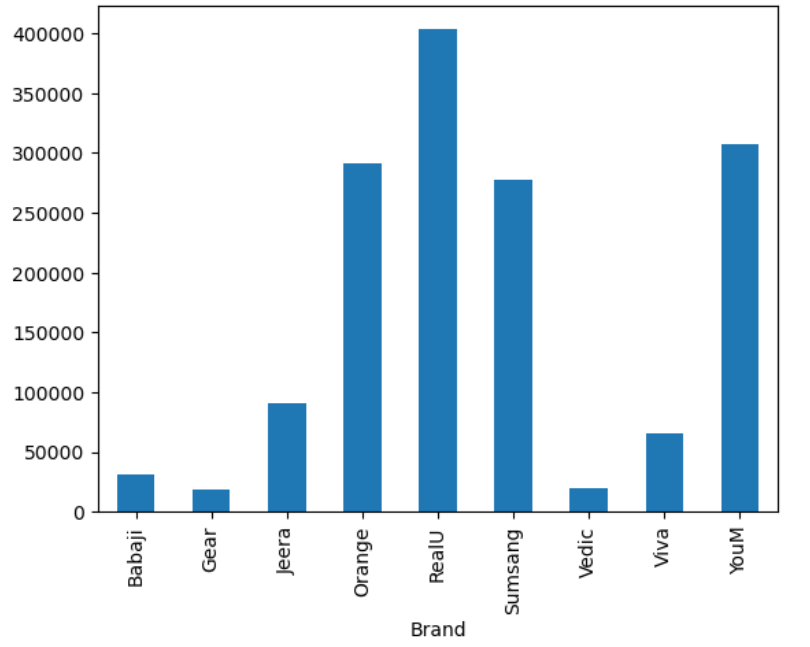 400000
350000
300000
250000
200000
150000
100000
50000
0
Babaji
Gear
Jeera
Orange
RealU
Sumsang
Vedic
Viva
YouM
Brand